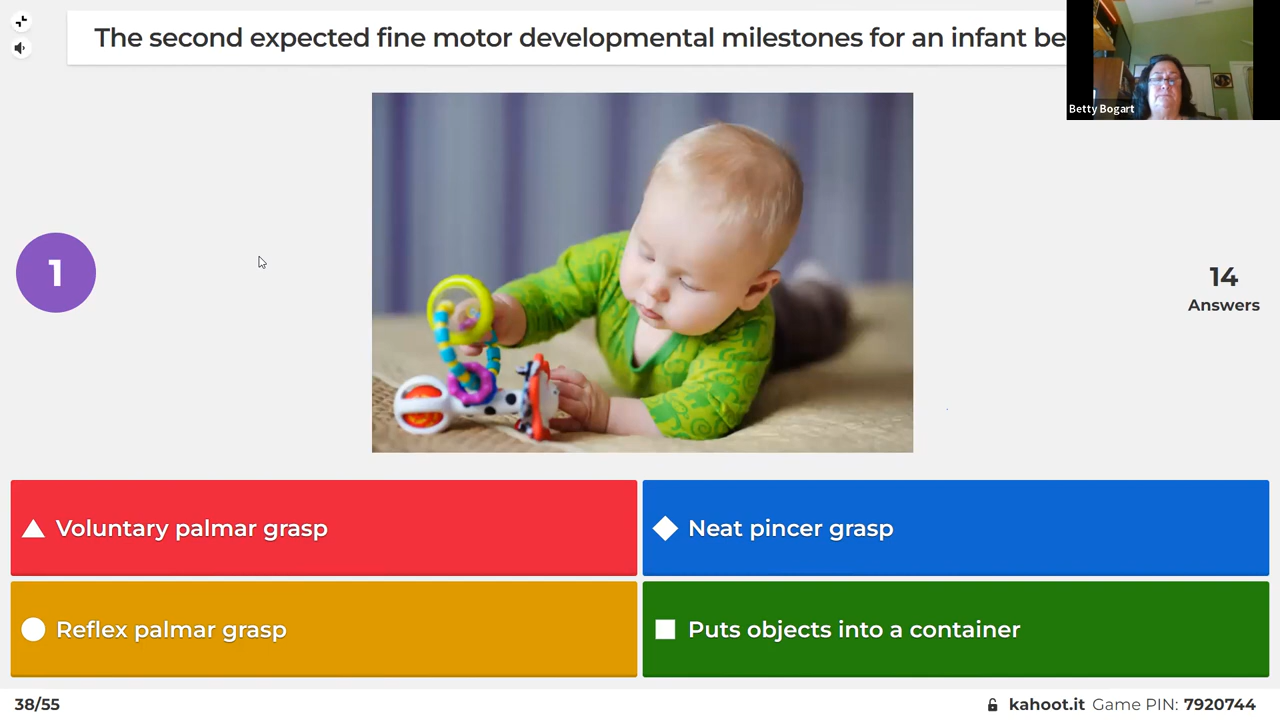 The second expected fine motor developmental milestones for an infant be
Betty Bogart
1
14
Answers
Voluntary palmar grasp
Neat pincer grasp
Reflex palmar grasp
Puts objects into a container
38/55
kahoot.it Game PIN: 7920744